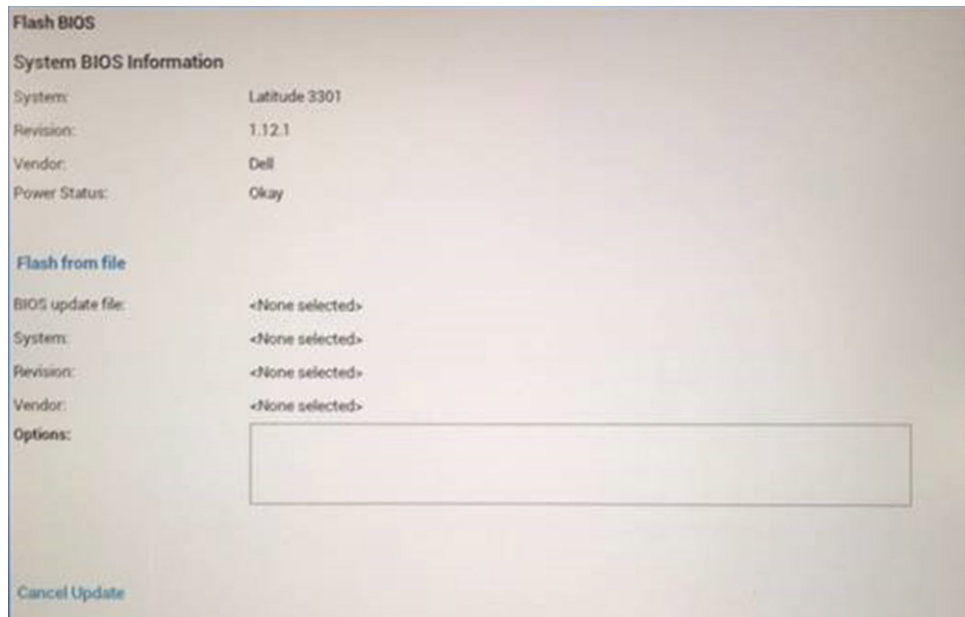 Flash BIOS
System BIOS Information
System: Latitude 3301
Revision: 1.12.1
Vendor: Dell
Power Status: Okay
Flash from file
BIOS update file: <None selected>
System: <None selected>
Revision: <None selected>
Vendor: <None selected>
Options:
Cancel Update